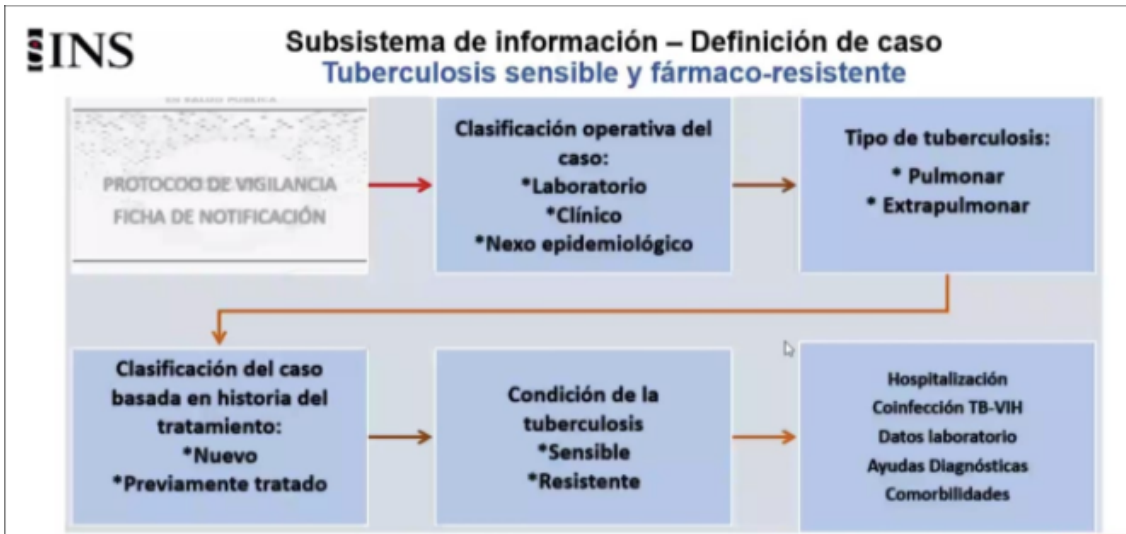 INS
Subsistema de información – Definición de caso
Tuberculosis sensible y fármaco-resistente
PROTOCOO DE VIGILANCIA
FICHA DE NOTIFICACIÓN
Clasificación operativa del
caso:
*Laboratorio
*Clínico
*Nexo epidemiológico
Tipo de tuberculosis:
* Pulmonar
* Extrapulmonar
Clasificación del caso
basada en historia del
tratamiento:
*Nuevo
*Previamente tratado
Condición de la
tuberculosis
*Sensible
*Resistente
Hospitalización
Coinfección TB-VIH
Datos laboratorio
Ayudas Diagnósticas
Comorbilidades